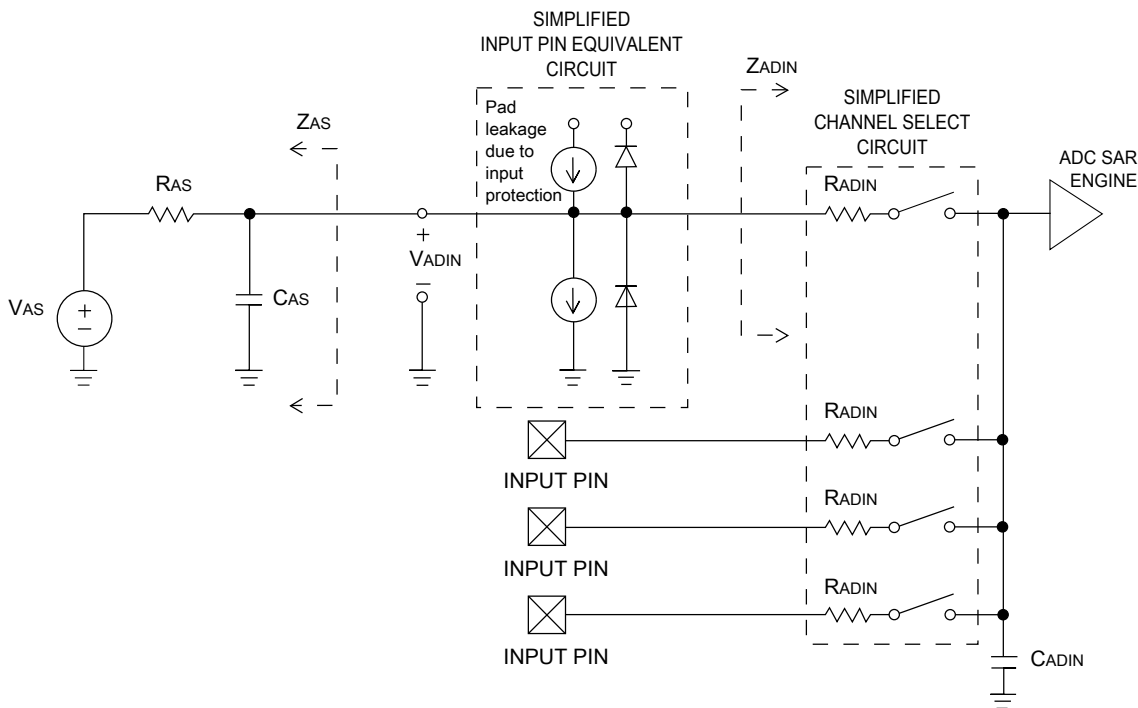 SIMPLIFIED
INPUT PIN EQUIVALENT
CIRCUIT
ZADIN
SIMPLIFIED
CHANNEL SELECT
CIRCUIT
Pad
leakage
due to
input
protection
ZAS
RAS
RADIN
ADC SAR
ENGINE
+
VADIN
–
CAS
VAS
+
–
RADIN
INPUT PIN
RADIN
INPUT PIN
RADIN
INPUT PIN
CADIN